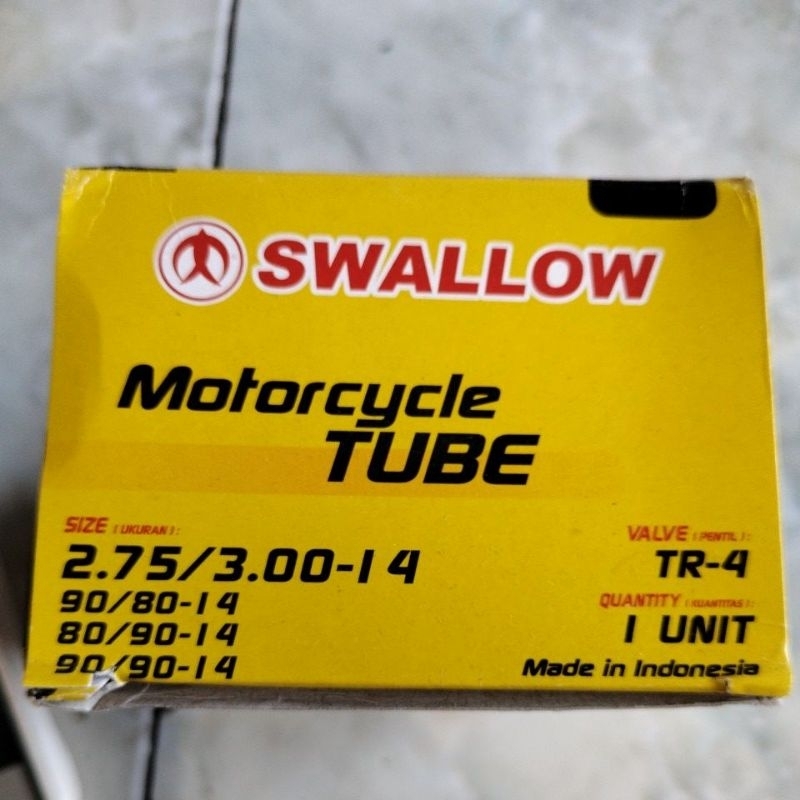 SWALLOW
Motorcycle
TUBE
SIZE (UKURAN):
2.75/3.00-14
90/80-14
80/90-14
90/90-14
VALVE (PENTIL):
TR-4
QUANTITY (KUANTITAS):
1 UNIT
Made in Indonesia